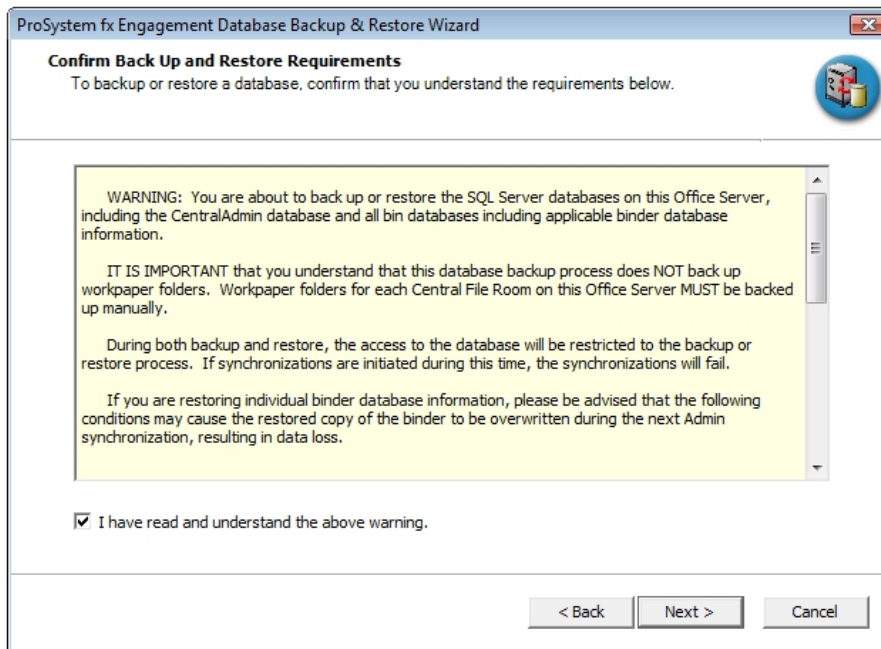 ProSystem fx Engagement Database Backup & Restore Wizard
Confirm Back Up and Restore Requirements
To backup or restore a database, confirm that you understand the requirements below.
WARNING: You are about to back up or restore the SQL Server databases on this Office Server,
including the CentralAdmin database and all bin databases including applicable binder database
information.
IT IS IMPORTANT that you understand that this database backup process does NOT back up
workpaper folders. Workpaper folders for each Central File Room on this Office Server MUST be backed
up manually.
During both backup and restore, the access to the database will be restricted to the backup or
restore process. If synchronizations are initiated during this time, the synchronizations will fail.
If you are restoring individual binder database information, please be advised that the following
conditions may cause the restored copy of the binder to be overwritten during the next Admin
synchronization, resulting in data loss.
I have read and understand the above warning.
< Back Next > Cancel